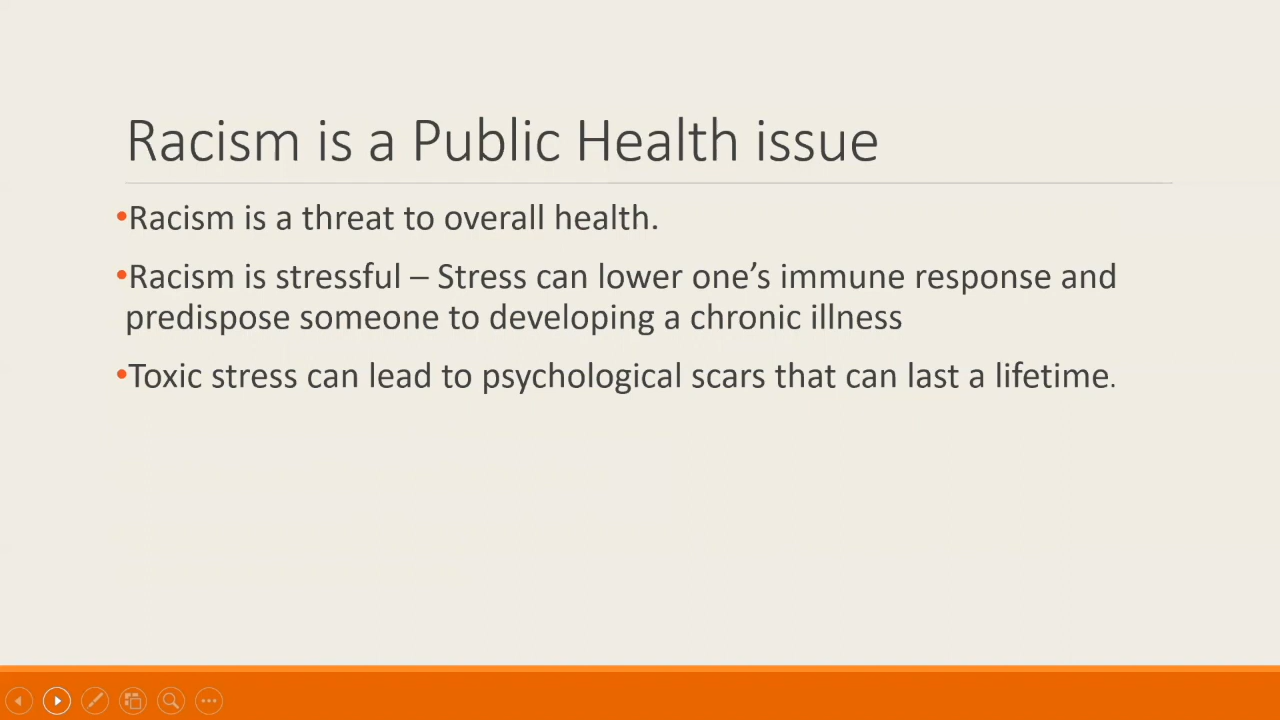 Racism is a Public Health issue
•Racism is a threat to overall health.
•Racism is stressful – Stress can lower one’s immune response and
predispose someone to developing a chronic illness
•Toxic stress can lead to psychological scars that can last a lifetime.